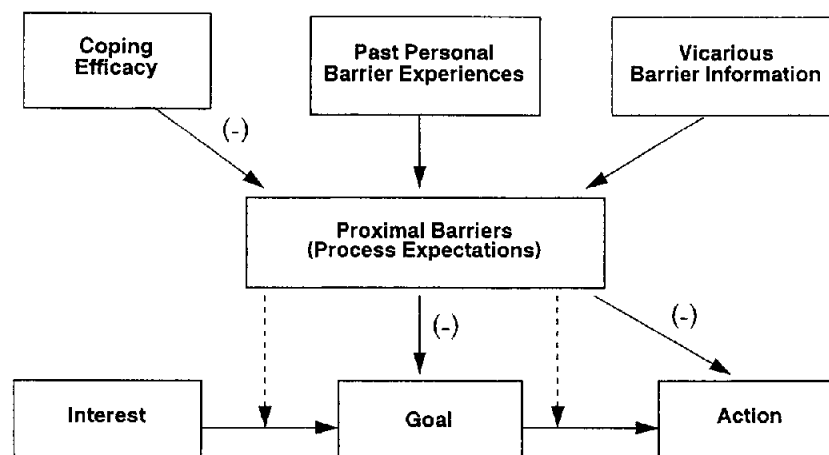 Coping
Efficacy
Past Personal
Barrier Experiences
Vicarious
Barrier Information
(-)
Proximal Barriers
(Process Expectations)
(-)
(-)
Interest
Goal
Action